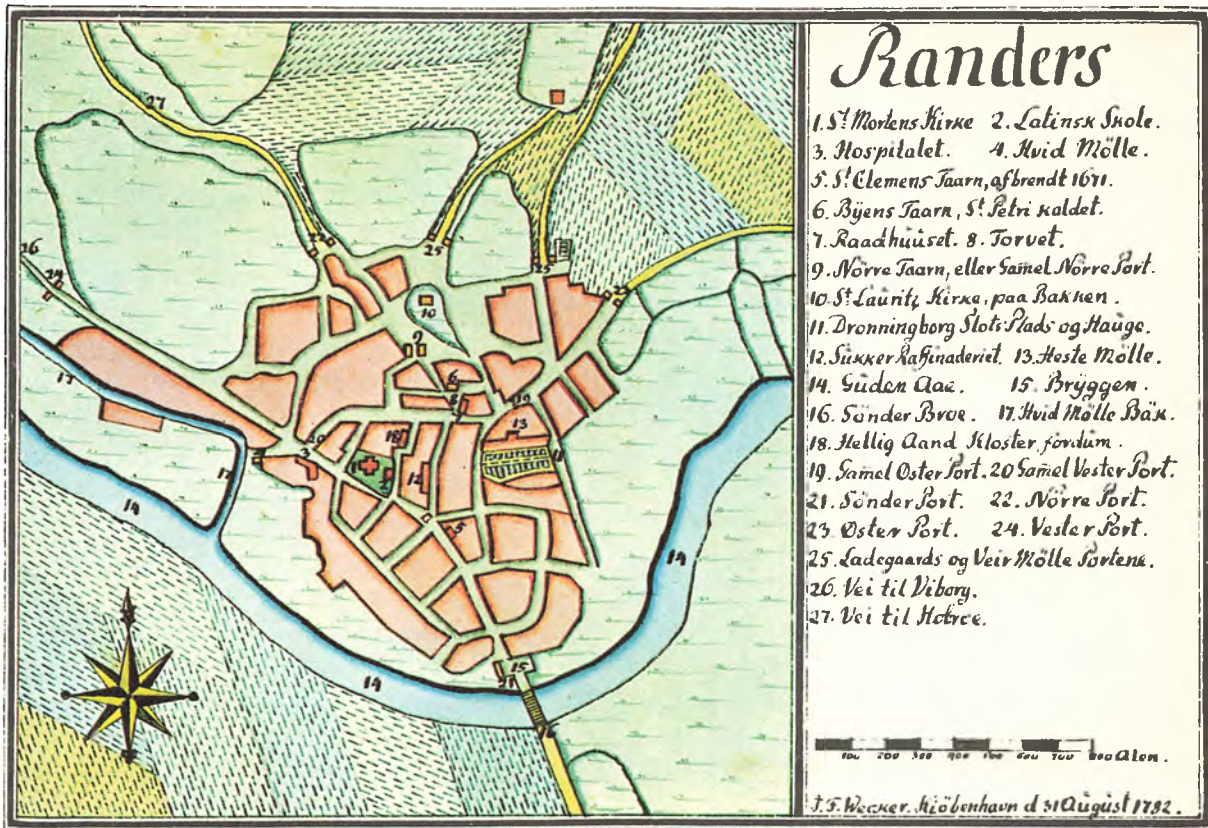 Randers
1. St Mortens Kirke 2. Latinsk Skole.
3. Hospitalet. 4. Hvid Mölle.
5. St Clemens Taarn, afbrendt 1671.
6. Byens Taarn, St Petri kaldet.
7. Raadhuuset. 8. Torvet.
9. Nörre Taarn, eller Gamel Nörre Port.
10. St Lauritz Kirke, paa Bakken.
11. Dronningborg Slots Plads og Hauge.
12. Sukker Raffinaderiet. 13. Heste Mölle.
14. Guden Aae. 15. Bryggen.
16. Sönder Broe. 17. Hvid Mölle Bäk.
18. Hellig Aand Kloster fordum.
19. Gamel Oster Port. 20 Gamel Vester Port.
21. Sönder Port. 22. Nörre Port.
23. Øster Port. 24. Vester Port.
25. Ladegaards og Veir Mölle Portene.
26. Vei til Viborg.
27. Vei til Hobroe.
100 200 300 400 500 600 700 800 Alen.
J. F. Wecker. Kiöbenhavn d 31 August 1792.
27
22
25
25
26
24
23
10
9
17
6
8
19
13
20
18
11
3
1
12
17
14
5
14
14
15
21
16